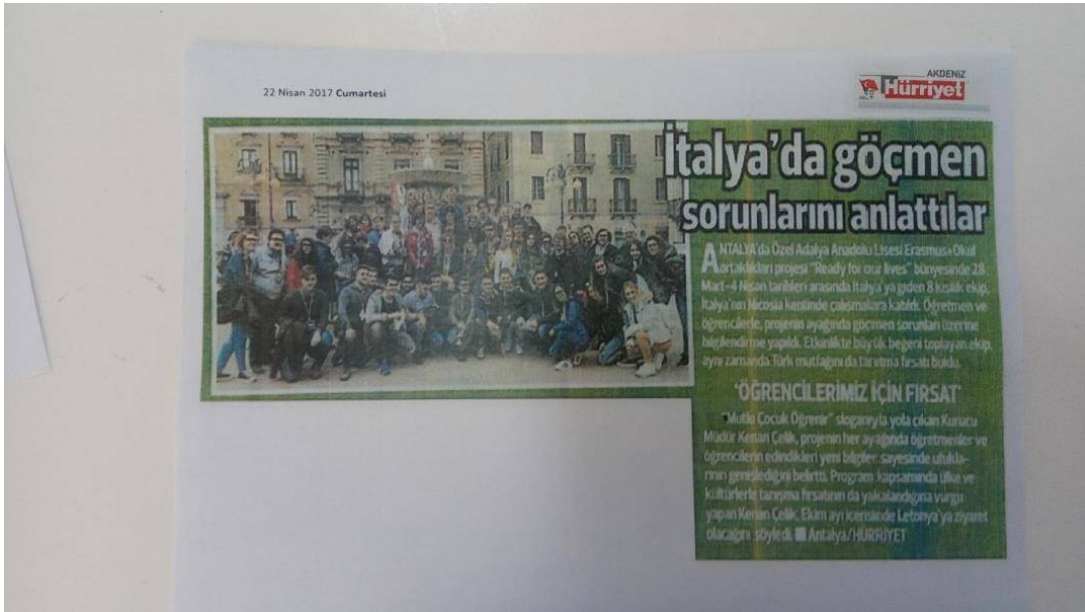 22 Nisan 2017 Cumartesi
AKDENİZ
Hürriyet
İtalya'da göçmen
sorunlarını anlattılar
ANTALYA'da Özel Adalya Anadolu Lisesi Erasmus+ Okul
ortaklıkları projesi "Ready for our lives" bünyesinde 28
Mart-4 Nisan tarihleri arasında İtalya'ya giden 8 kişilik ekip,
İtalya'nın Nicosia kentinde çalışmalara katıldı. Öğretmen ve
öğrencilerle, projenin ayağında göçmen sorunları üzerine
bilgilendirme yapıldı. Etkinlikte büyük beğeni toplayan ekip,
aynı zamanda Türk mutfağını da tanıtma fırsatı buldu.
'ÖĞRENCİLERİMİZ İÇİN FIRSAT'
"Mutlu Çocuk Öğrenir" sloganıyla yola çıkan Kurucu
Müdür Kenan Çelik, projenin her ayağında öğretmenler ve
öğrencilerin edindikleri yeni bilgiler sayesinde ufukla-
rının genişlediğini belirtti. Program kapsamında ülke ve
kültürlerle tanışma fırsatının da yakalandığına vurgu
yapan Kenan Çelik, Ekim ayı içerisinde Letonya'ya ziyaret
olacağını söyledi. Antalya/HÜRRİYET